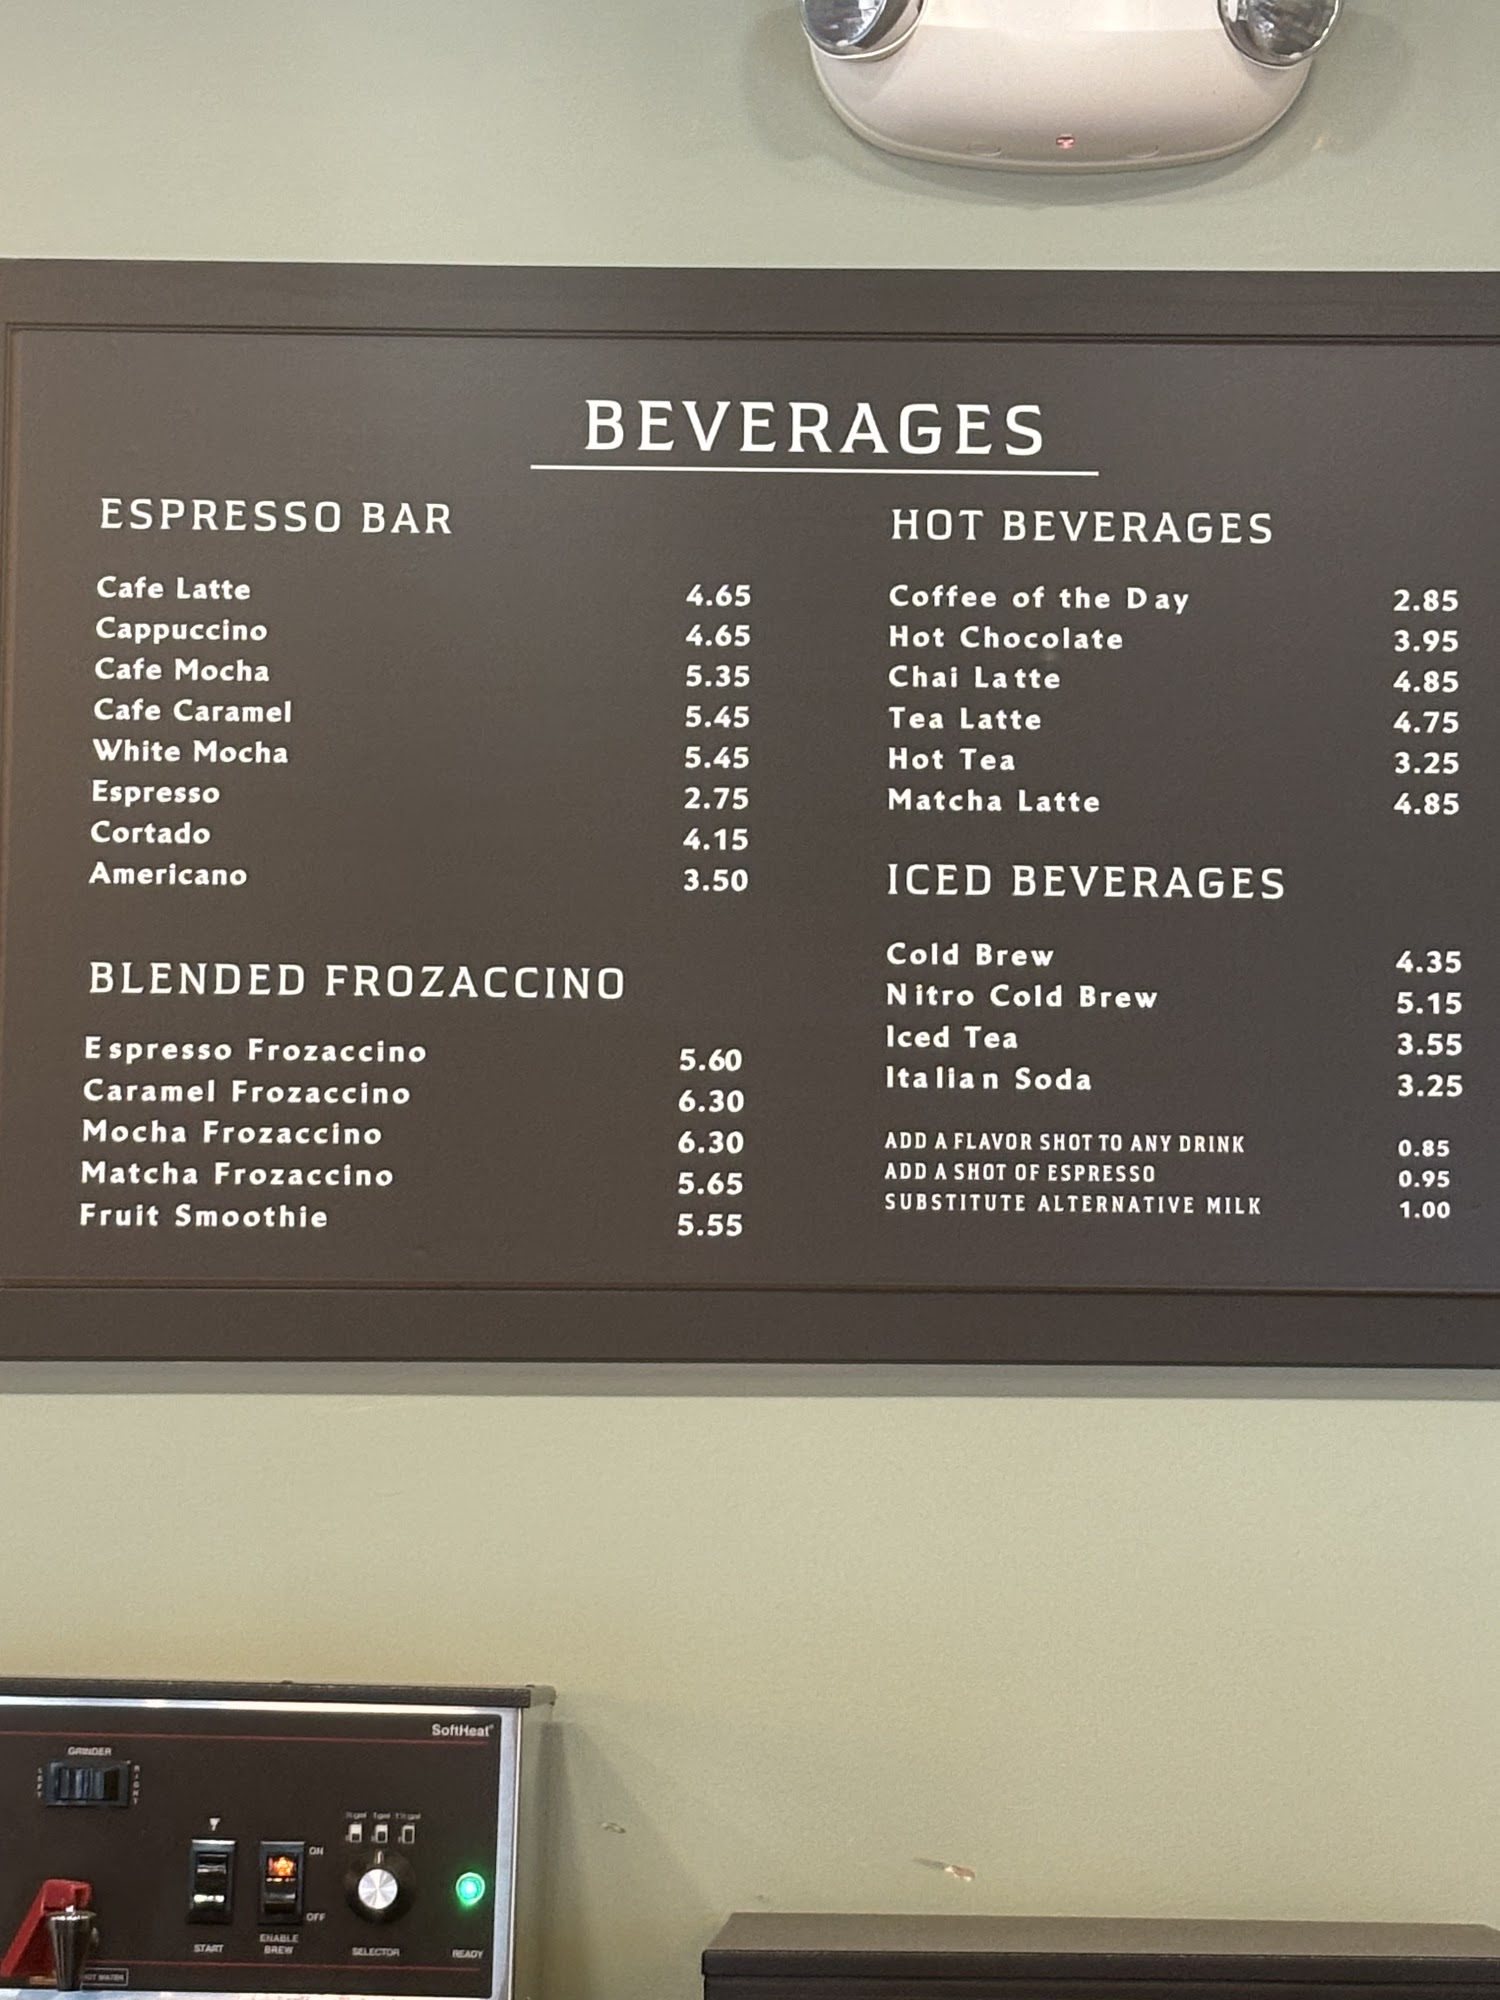 BEVERAGES
ESPRESSO BAR
Cafe Latte 4.65
Cappuccino 4.65
Cafe Mocha 5.35
Cafe Caramel 5.45
White Mocha 5.45
Espresso 2.75
Cortado 4.15
Americano 3.50
BLENDED FROZACCINO
Espresso Frozaccino 5.60
Caramel Frozaccino 6.30
Mocha Frozaccino 6.30
Matcha Frozaccino 5.65
Fruit Smoothie 5.55
HOT BEVERAGES
Coffee of the Day 2.85
Hot Chocolate 3.95
Chai Latte 4.85
Tea Latte 4.75
Hot Tea 3.25
Matcha Latte 4.85
ICED BEVERAGES
Cold Brew 4.35
Nitro Cold Brew 5.15
Iced Tea 3.55
Italian Soda 3.25
ADD A FLAVOR SHOT TO ANY DRINK 0.85
ADD A SHOT OF ESPRESSO 0.95
SUBSTITUTE ALTERNATIVE MILK 1.00
SoftHeat®
GRINDER
LEFT
RIGHT
ON
OFF
START
ENABLE
BREW
SELECTOR
READY
HOT WATER